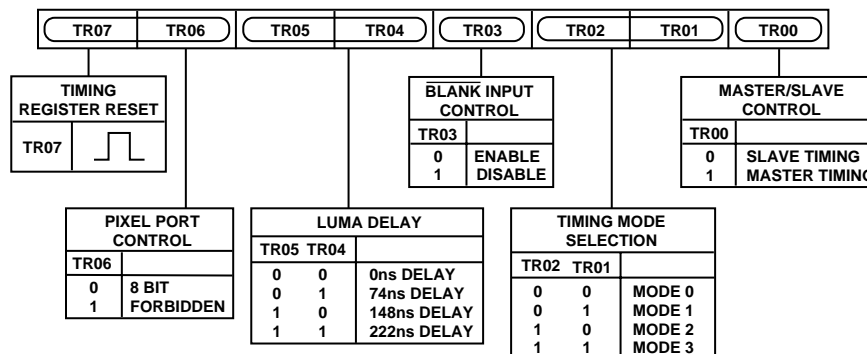 TR07 TR06 TR05 TR04 TR03 TR02 TR01 TR00
TIMING
REGISTER RESET
TR07
BLANK INPUT
CONTROL
TR03
0 ENABLE
1 DISABLE
MASTER/SLAVE
CONTROL
TR00
0 SLAVE TIMING
1 MASTER TIMING
PIXEL PORT
CONTROL
TR06
0 8 BIT
1 FORBIDDEN
LUMA DELAY
TR05 TR04
0 0 0ns DELAY
0 1 74ns DELAY
1 0 148ns DELAY
1 1 222ns DELAY
TIMING MODE
SELECTION
TR02 TR01
0 0 MODE 0
0 1 MODE 1
1 0 MODE 2
1 1 MODE 3